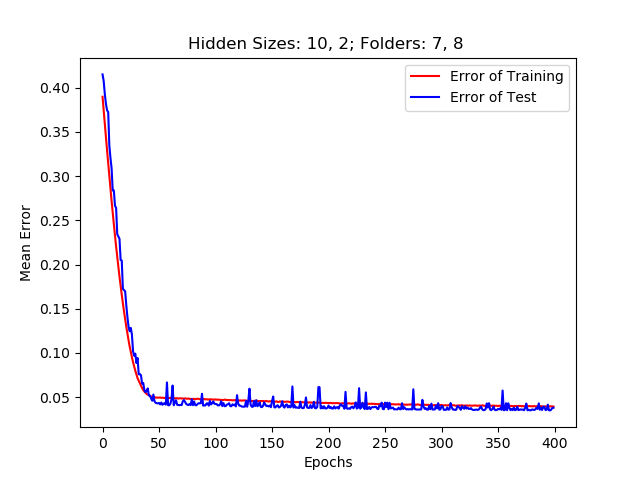 Hidden Sizes: 10, 2; Folders: 7, 8
Error of Training
Error of Test
Mean Error
0.40
0.35
0.30
0.25
0.20
0.15
0.10
0.05
0 50 100 150 200 250 300 350 400
Epochs